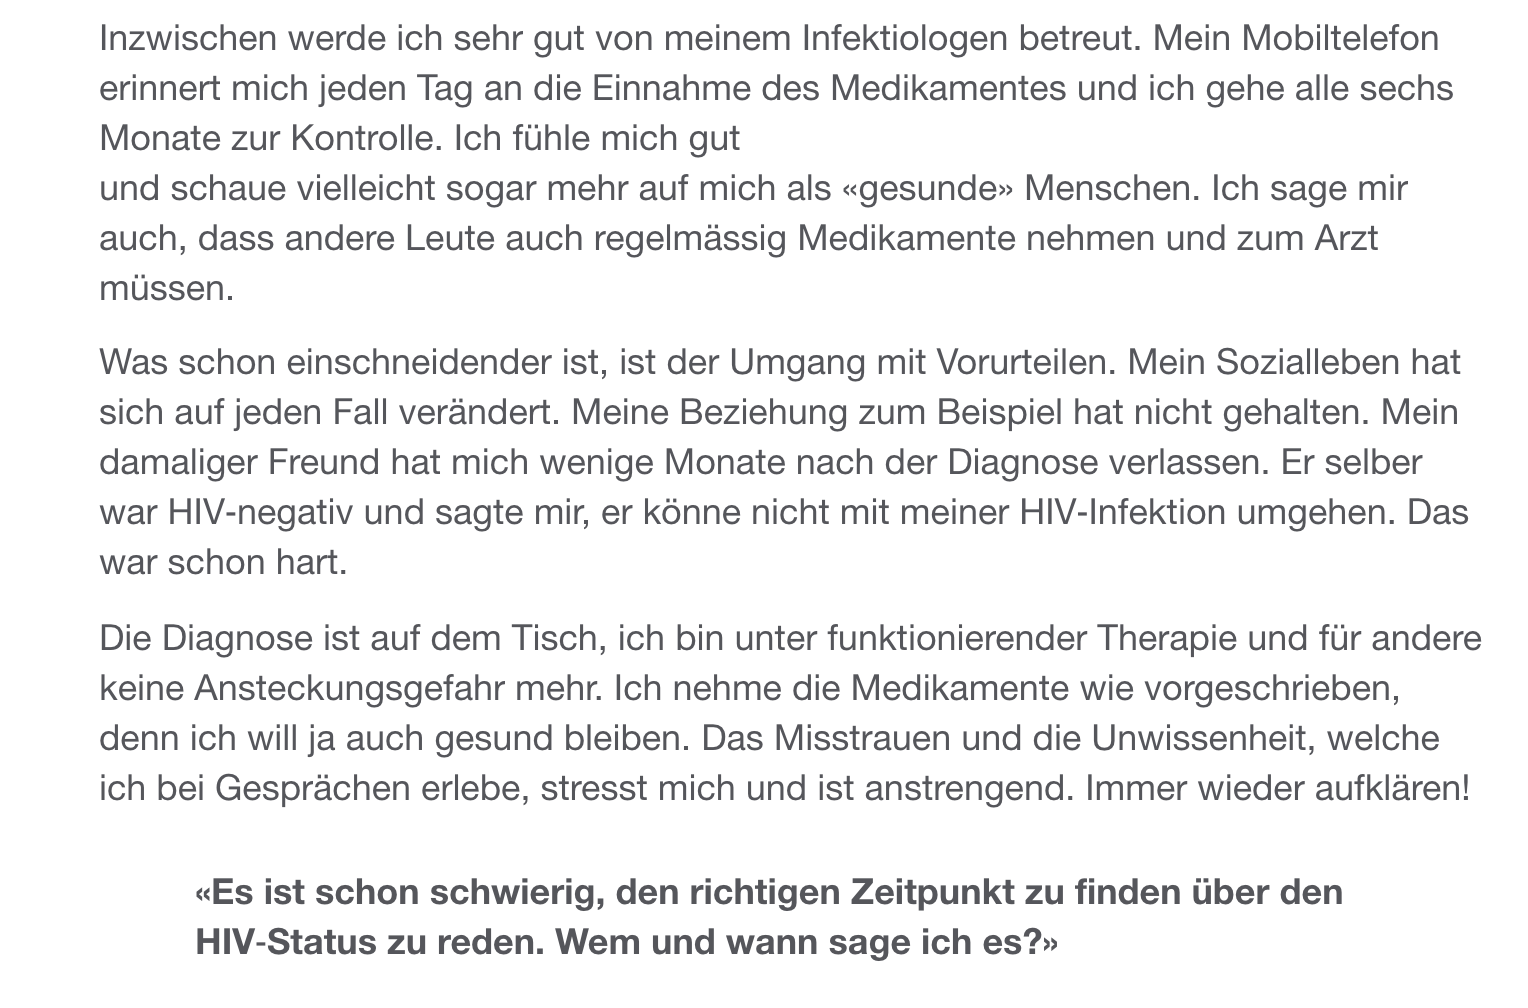 Inzwischen werde ich sehr gut von meinem Infektiologen betreut. Mein Mobiltelefon
erinnert mich jeden Tag an die Einnahme des Medikamentes und ich gehe alle sechs
Monate zur Kontrolle. Ich fühle mich gut
und schaue vielleicht sogar mehr auf mich als «gesunde» Menschen. Ich sage mir
auch, dass andere Leute auch regelmässig Medikamente nehmen und zum Arzt
müssen.
Was schon einschneidender ist, ist der Umgang mit Vorurteilen. Mein Sozialleben hat
sich auf jeden Fall verändert. Meine Beziehung zum Beispiel hat nicht gehalten. Mein
damaliger Freund hat mich wenige Monate nach der Diagnose verlassen. Er selber
war HIV-negativ und sagte mir, er könne nicht mit meiner HIV-Infektion umgehen. Das
war schon hart.
Die Diagnose ist auf dem Tisch, ich bin unter funktionierender Therapie und für andere
keine Ansteckungsgefahr mehr. Ich nehme die Medikamente wie vorgeschrieben,
denn ich will ja auch gesund bleiben. Das Misstrauen und die Unwissenheit, welche
ich bei Gesprächen erlebe, stresst mich und ist anstrengend. Immer wieder aufklären!
«Es ist schon schwierig, den richtigen Zeitpunkt zu finden über den
HIV-Status zu reden. Wem und wann sage ich es?»